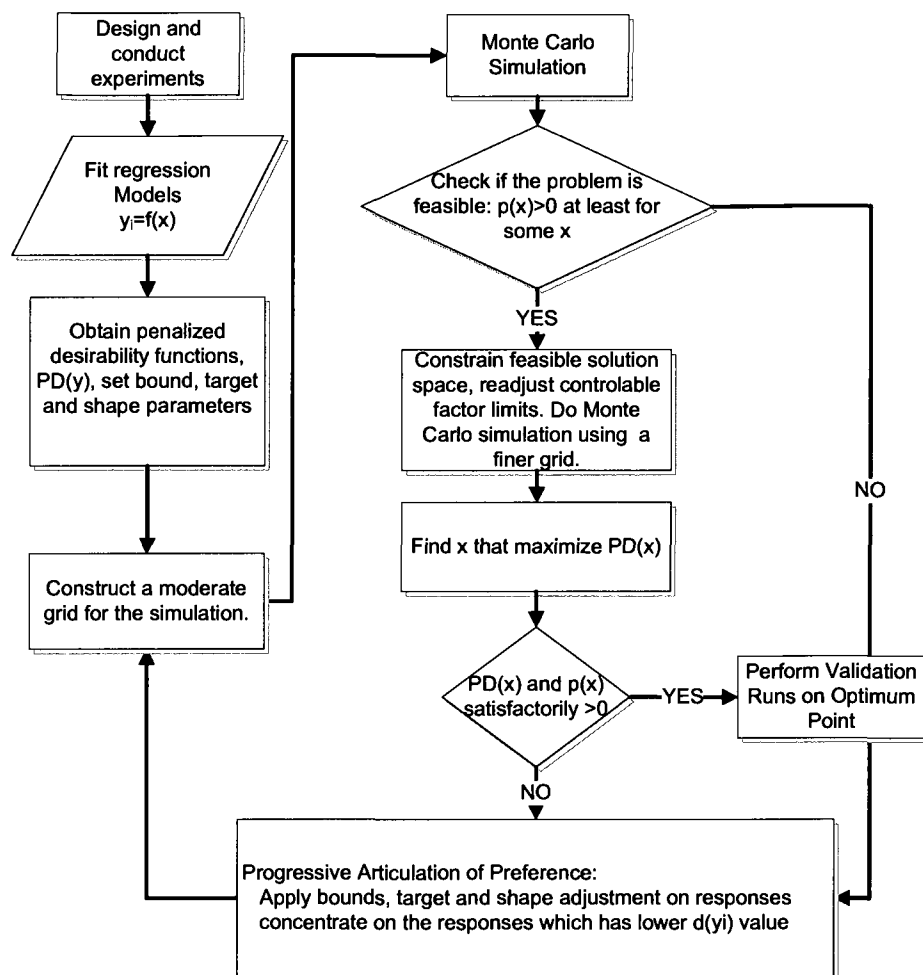 Design and
conduct
experiments
Fit regression
Models
yi=f(x)
Obtain penalized
desirability functions,
PD(y), set bound, target
and shape parameters
Construct a moderate
grid for the simulation.
Monte Carlo
Simulation
Check if the problem is
feasible: p(x)>0 at least for
some x
YES
Constrain feasible solution
space, readjust controlable
factor limits. Do Monte
Carlo simulation using a
finer grid.
NO
Find x that maximize PD(x)
PD(x) and p(x)
satisfactorily >0
YES
Perform Validation
Runs on Optimum
Point
NO
Progressive Articulation of Preference:
Apply bounds, target and shape adjustment on responses
concentrate on the responses which has lower d(yi) value